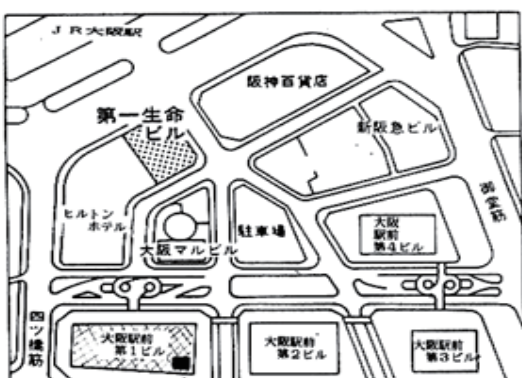 JR大阪駅
阪神百貨店
第一生命
ビル
新阪急ビル
御堂筋
ヒルトン
ホテル
大阪マルビル
駐車場
大阪
駅前
第4ビル
四ツ橋筋
大阪駅前
第1ビル
大阪駅前
第2ビル
大阪駅前
第3ビル